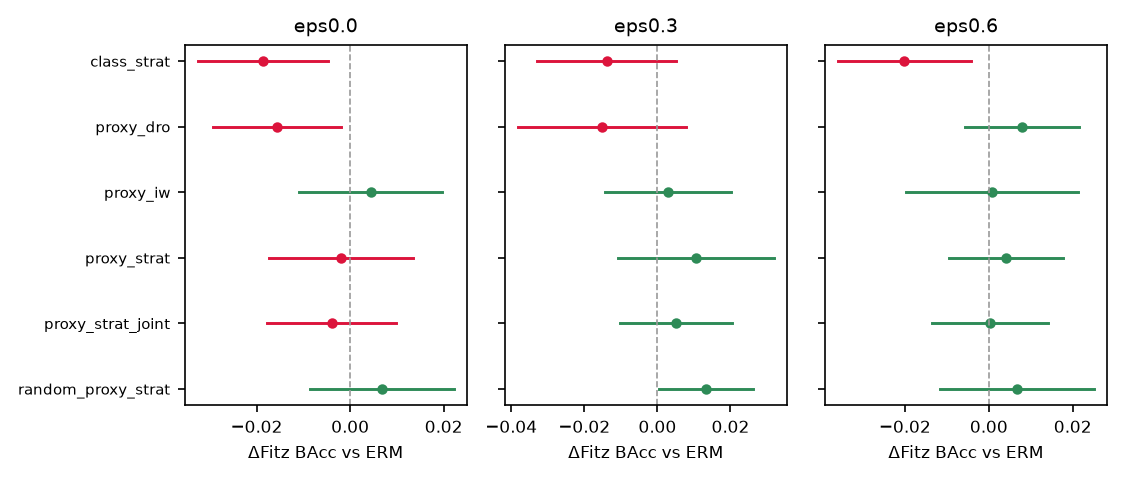 eps0.0 eps0.3 eps0.6
class_strat
proxy_dro
proxy_iw
proxy_strat
proxy_strat_joint
random_proxy_strat
−0.02 0.00 0.02 −0.04 −0.02 0.00 0.02 −0.02 0.00 0.02
ΔFitz BAcc vs ERM ΔFitz BAcc vs ERM ΔFitz BAcc vs ERM